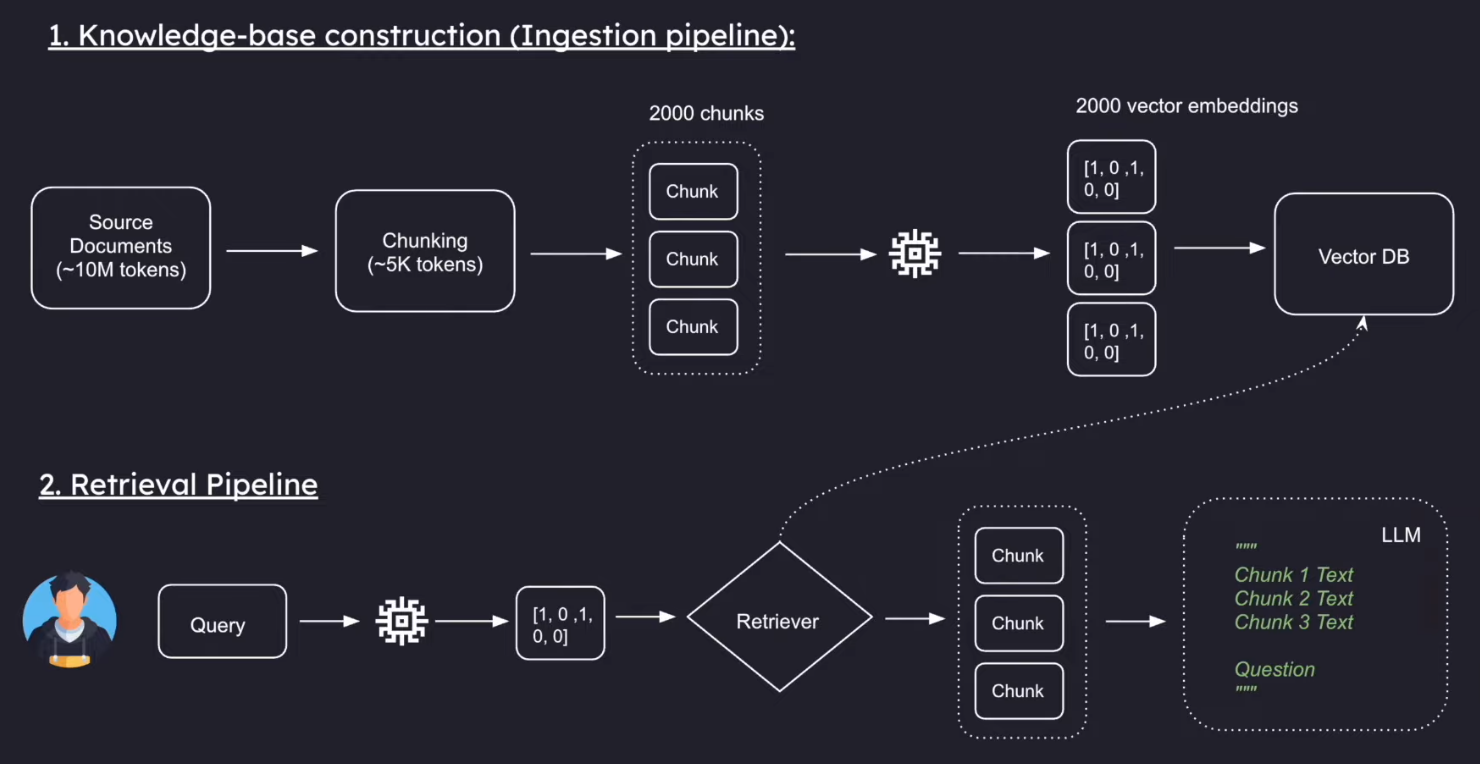 1. Knowledge-base construction (Ingestion pipeline):
2000 chunks
2000 vector embeddings
Source
Documents
(~10M tokens)
Chunking
(~5K tokens)
Chunk
Chunk
Chunk
[1, 0 ,1,
0, 0]
[1, 0 ,1,
0, 0]
[1, 0 ,1,
0, 0]
Vector DB
2. Retrieval Pipeline
Query
[1, 0 ,1,
0, 0]
Retriever
Chunk
Chunk
Chunk
LLM
"""
Chunk 1 Text
Chunk 2 Text
Chunk 3 Text
Question
"""